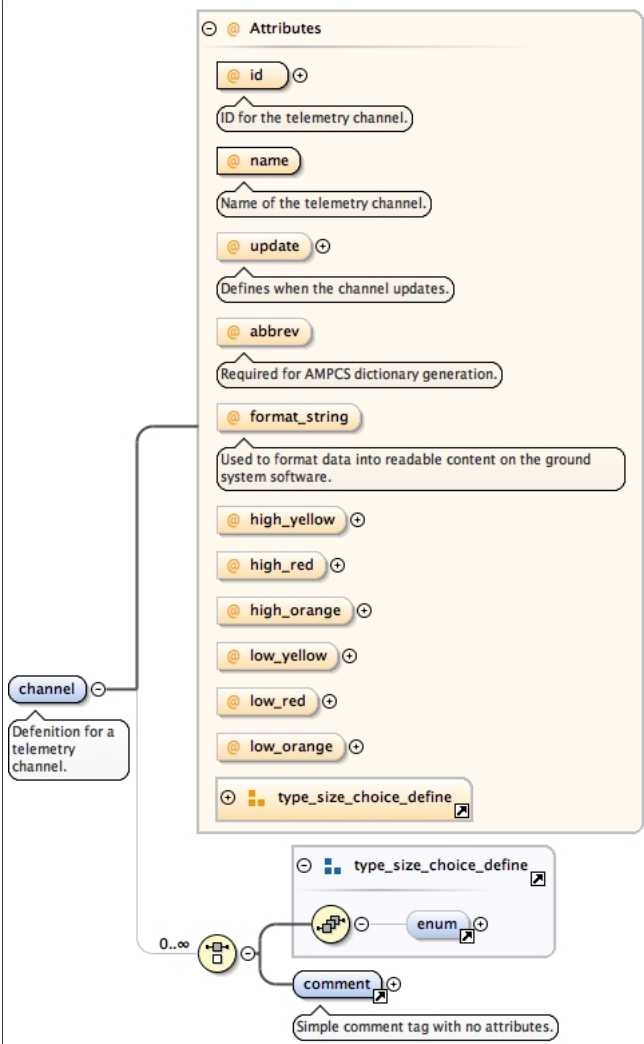 @ Attributes
@ id
ID for the telemetry channel.
@ name
Name of the telemetry channel.
@ update
Defines when the channel updates.
@ abbrev
Required for AMPCS dictionary generation.
@ format_string
Used to format data into readable content on the ground
system software.
@ high_yellow
@ high_red
@ high_orange
@ low_yellow
@ low_red
@ low_orange
type_size_choice_define
channel
Defenition for a
telemetry
channel.
type_size_choice_define
enum
0..∞
comment
Simple comment tag with no attributes.